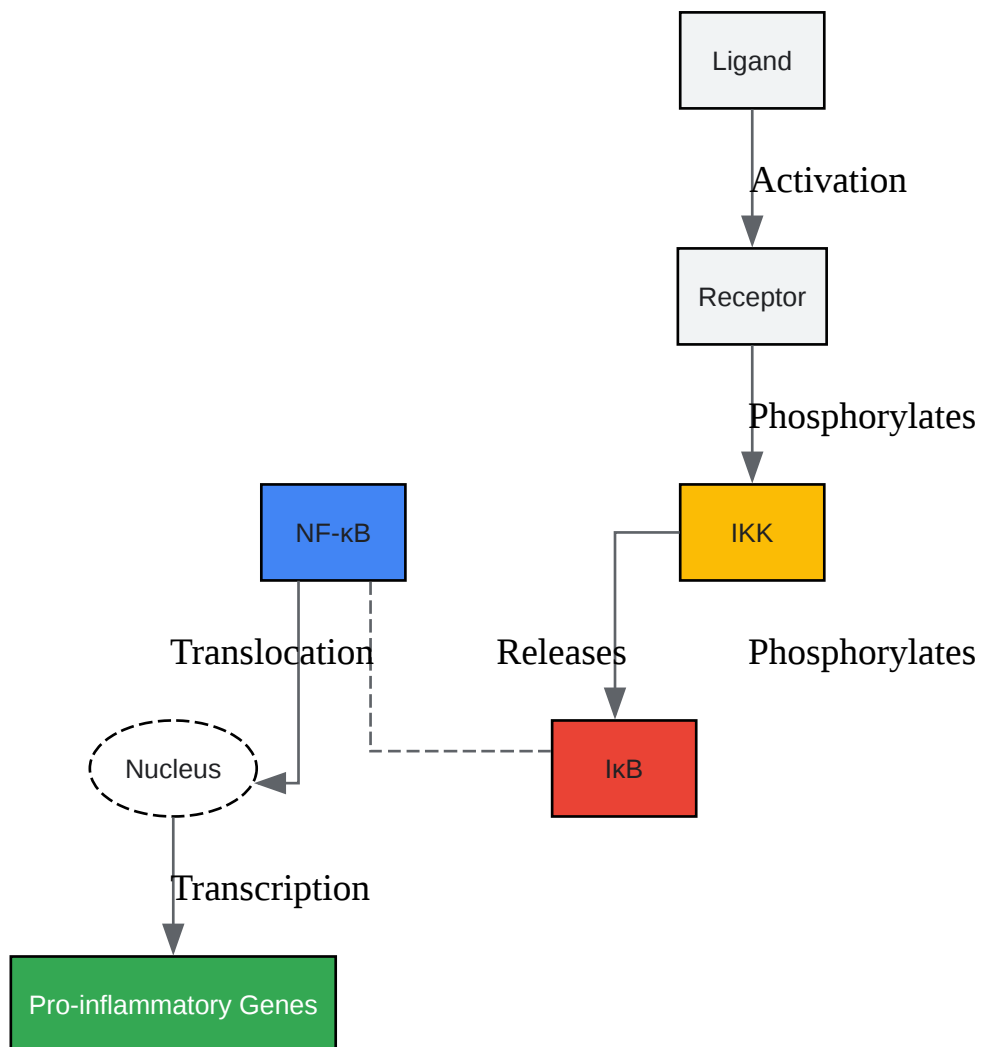 Ligand
Activation
Receptor
Phosphorylates
NF-κB
IKK
Translocation
Releases
Phosphorylates
Nucleus
IκB
Transcription
Pro-inflammatory Genes